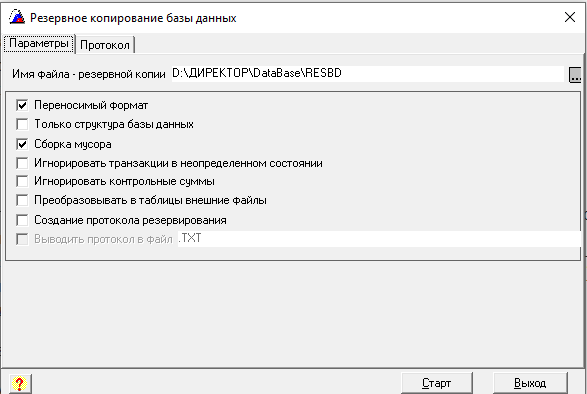 Резервное копирование базы данных
Параметры Протокол
Имя файла - резервной копии D:\ДИРЕКТОР\DataBase\RESBD ...
Переносимый формат
Только структура базы данных
Сборка мусора
Игнорировать транзакции в неопределенном состоянии
Игнорировать контрольные суммы
Преобразовывать в таблицы внешние файлы
Создание протокола резервирования
Выводить протокол в файл .TXT
? Старт Выход